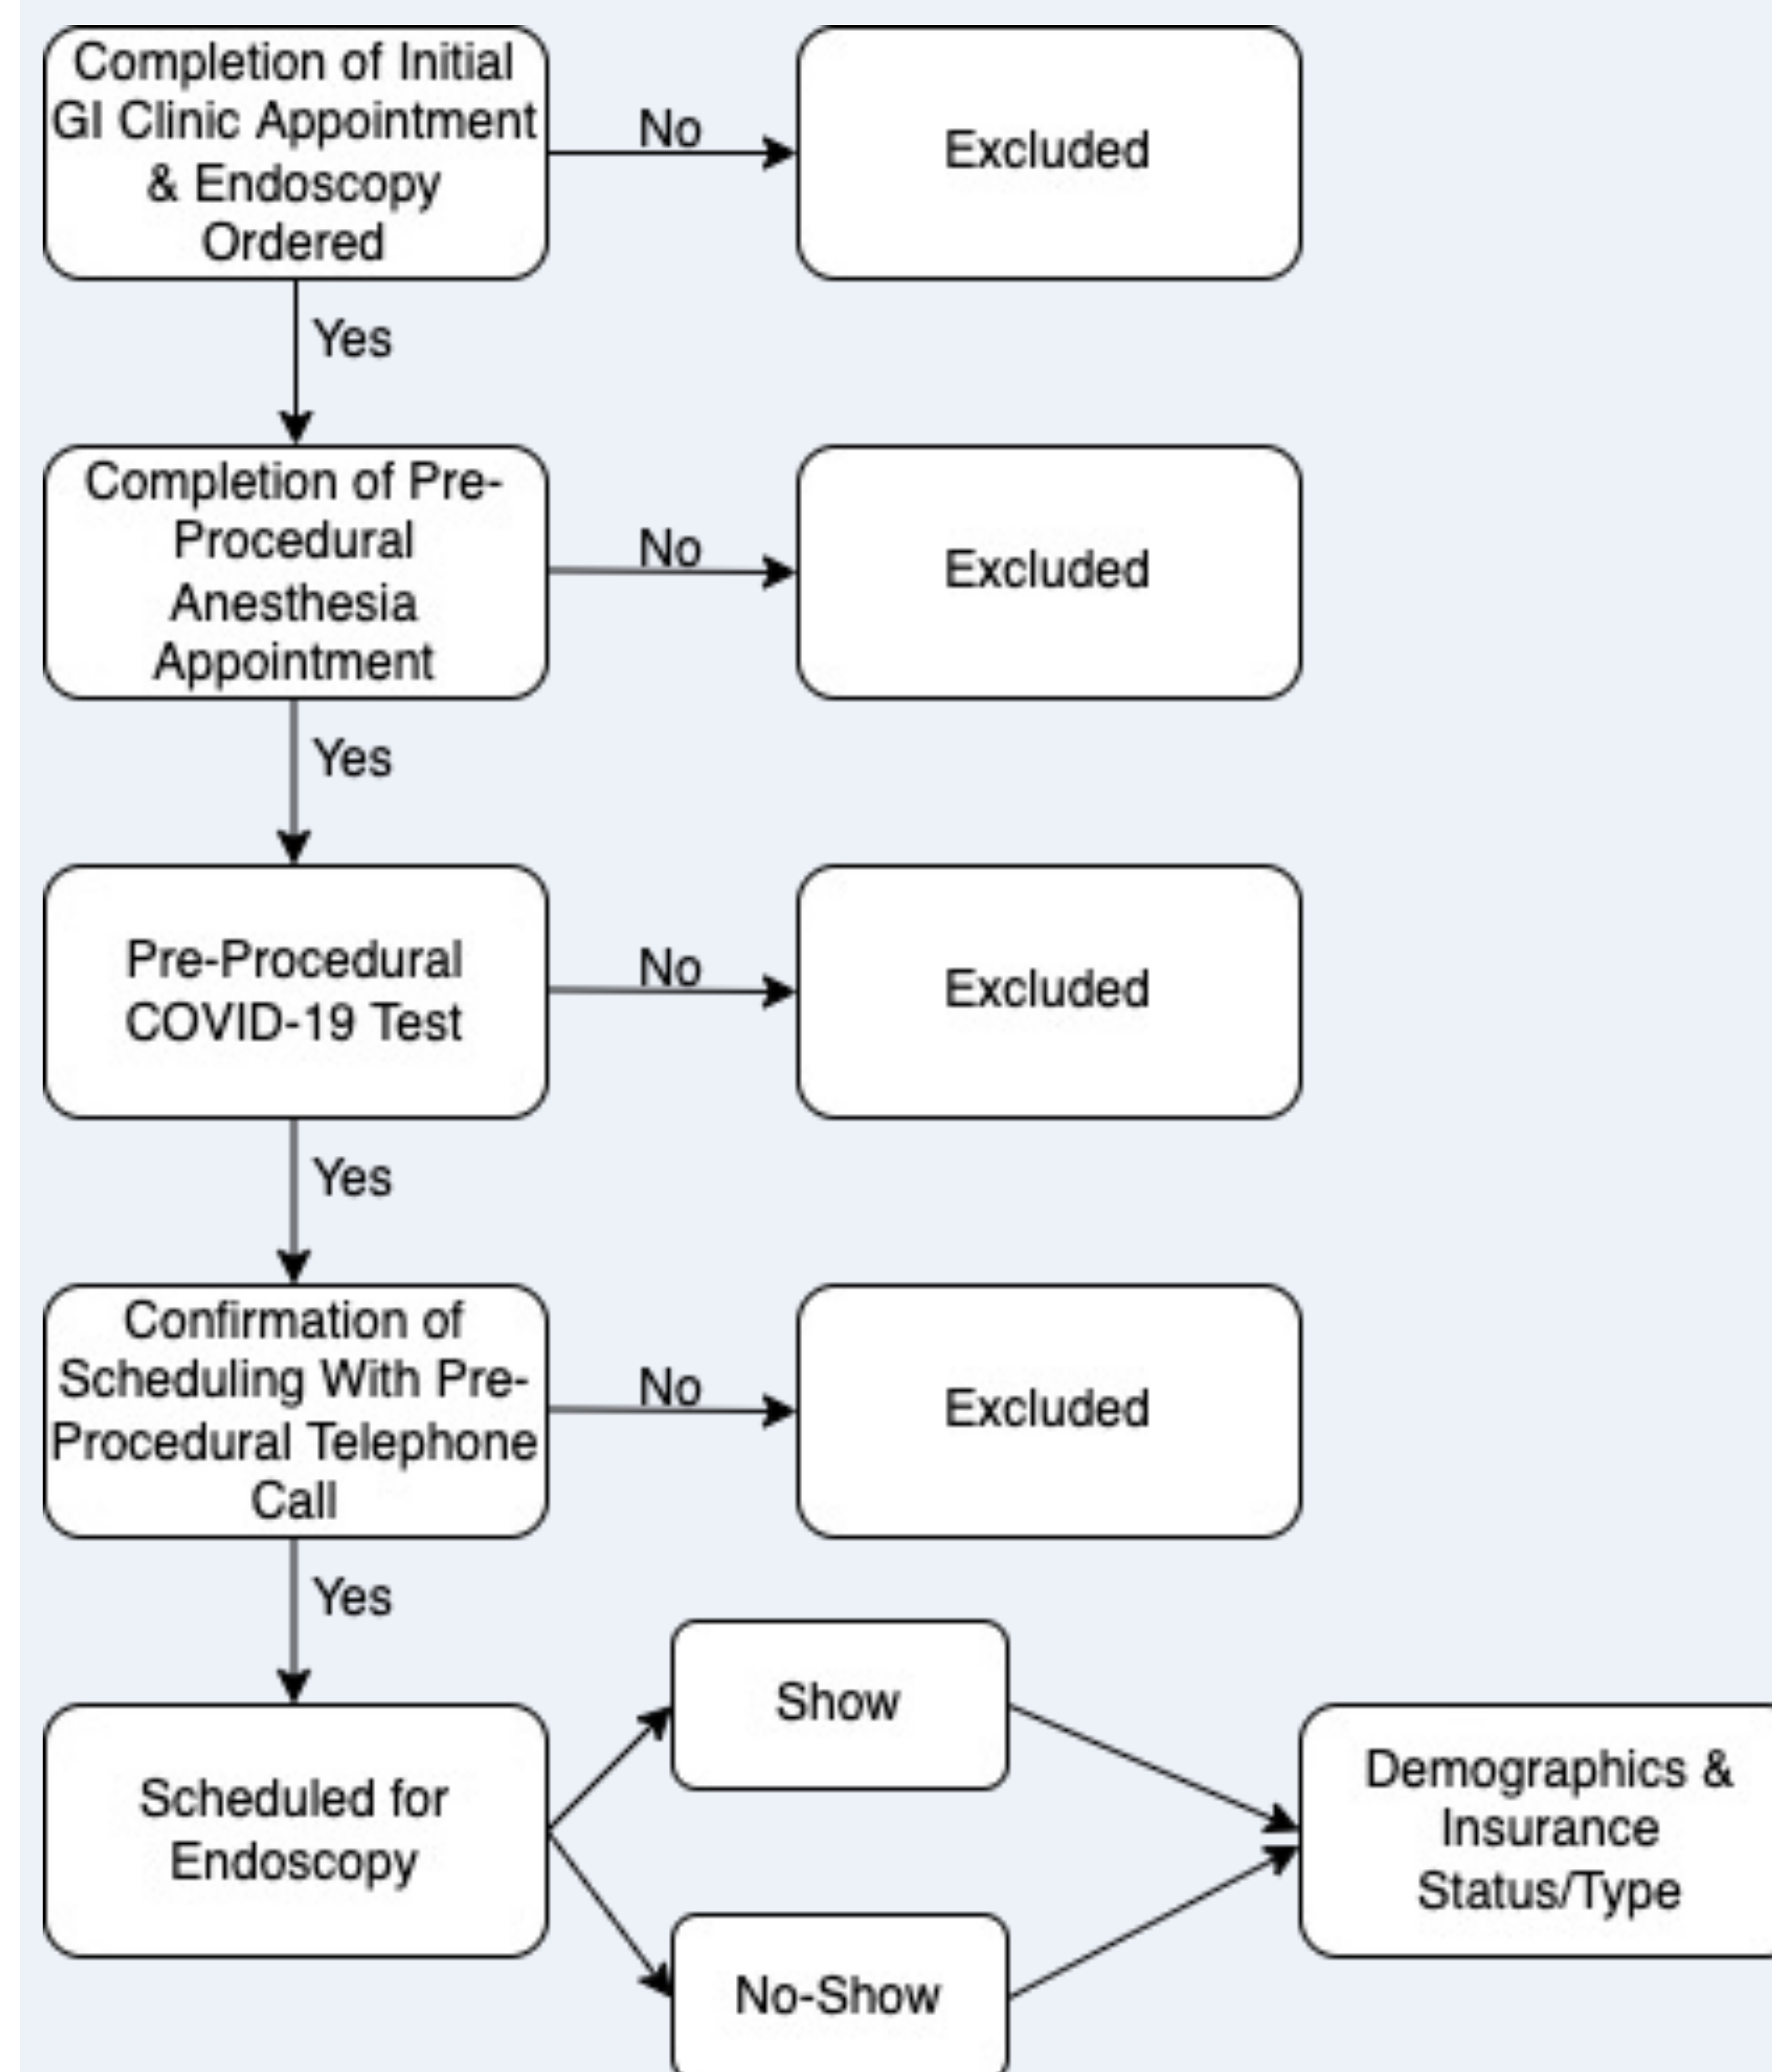 Completion of Initial
GI Clinic Appointment
& Endoscopy
Ordered
No
Excluded
Yes
Completion of Pre-
Procedural
Anesthesia
Appointment
No
Excluded
Yes
Pre-Procedural
COVID-19 Test
No
Excluded
Yes
Confirmation of
Scheduling With Pre-
Procedural Telephone
Call
No
Excluded
Yes
Scheduled for
Endoscopy
Show
No-Show
Demographics &
Insurance
Status/Type